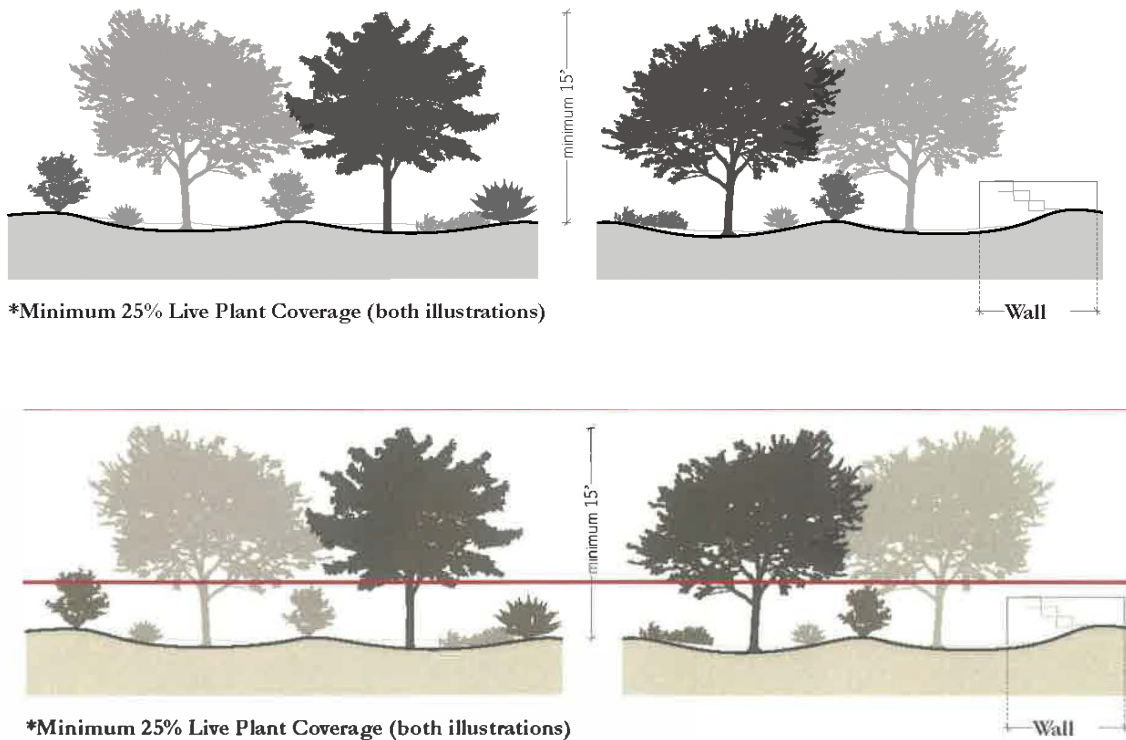 minimum 15'
*Minimum 25% Live Plant Coverage (both illustrations)
Wall
minimum 15'
*Minimum 25% Live Plant Coverage (both illustrations)
Wall